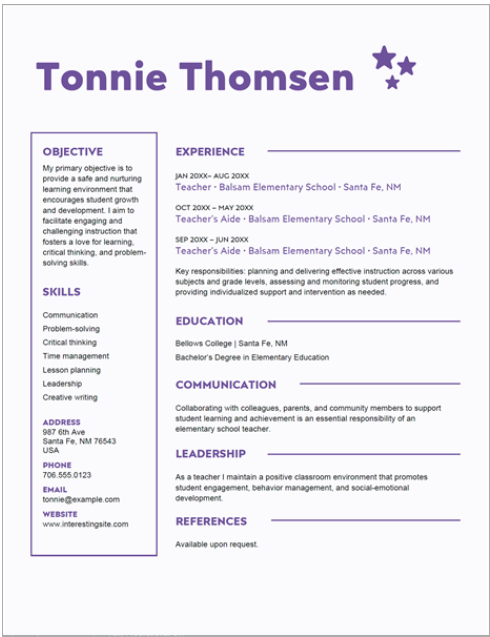 Tonnie Thomsen
OBJECTIVE
My primary objective is to
provide a safe and nurturing
learning environment that
encourages student growth
and development. I aim to
facilitate engaging and
challenging instruction that
fosters a love for learning,
critical thinking, and problem-
solving skills.
SKILLS
Communication
Problem-solving
Critical thinking
Time management
Lesson planning
Leadership
Creative writing
ADDRESS
987 6th Ave
Santa Fe, NM 76543
USA
PHONE
706.555.0123
EMAIL
tonnie@example.com
WEBSITE
www.interestingsite.com
EXPERIENCE
JAN 20XX– AUG 20XX
Teacher • Balsam Elementary School • Santa Fe, NM
OCT 20XX – MAY 20XX
Teacher's Aide • Balsam Elementary School • Santa Fe, NM
SEP 20XX – JUN 20XX
Teacher's Aide • Balsam Elementary School • Santa Fe, NM
Key responsibilities: planning and delivering effective instruction across various
subjects and grade levels, assessing and monitoring student progress, and
providing individualized support and intervention as needed.
EDUCATION
Bellows College | Santa Fe, NM
Bachelor's Degree in Elementary Education
COMMUNICATION
Collaborating with colleagues, parents, and community members to support
student learning and achievement is an essential responsibility of an
elementary school teacher.
LEADERSHIP
As a teacher I maintain a positive classroom environment that promotes
student engagement, behavior management, and social-emotional
development.
REFERENCES
Available upon request.